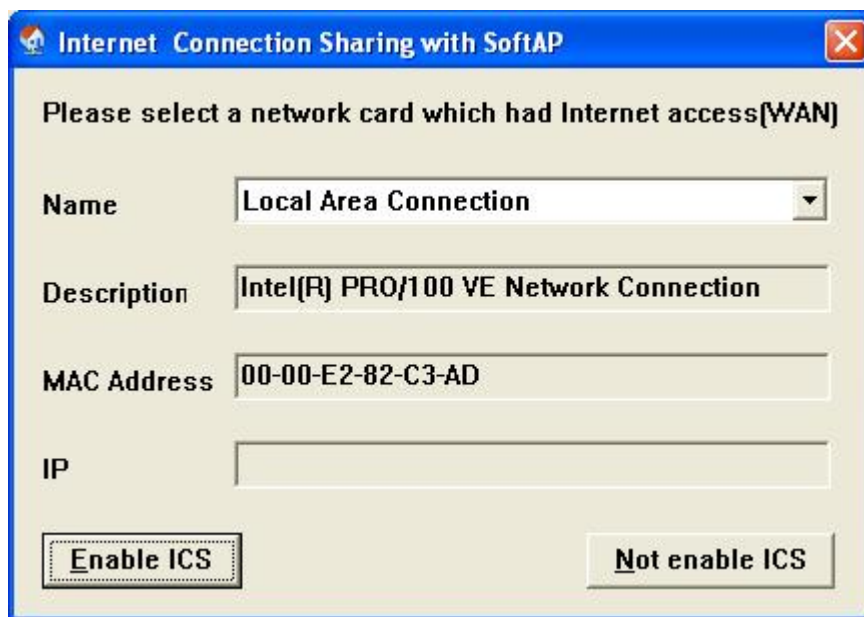 Internet Connection Sharing with SoftAP
Please select a network card which had Internet access(WAN)
Name Local Area Connection
Description Intel(R) PRO/100 VE Network Connection
MAC Address 00-00-E2-82-C3-AD
IP
Enable ICS Not enable ICS